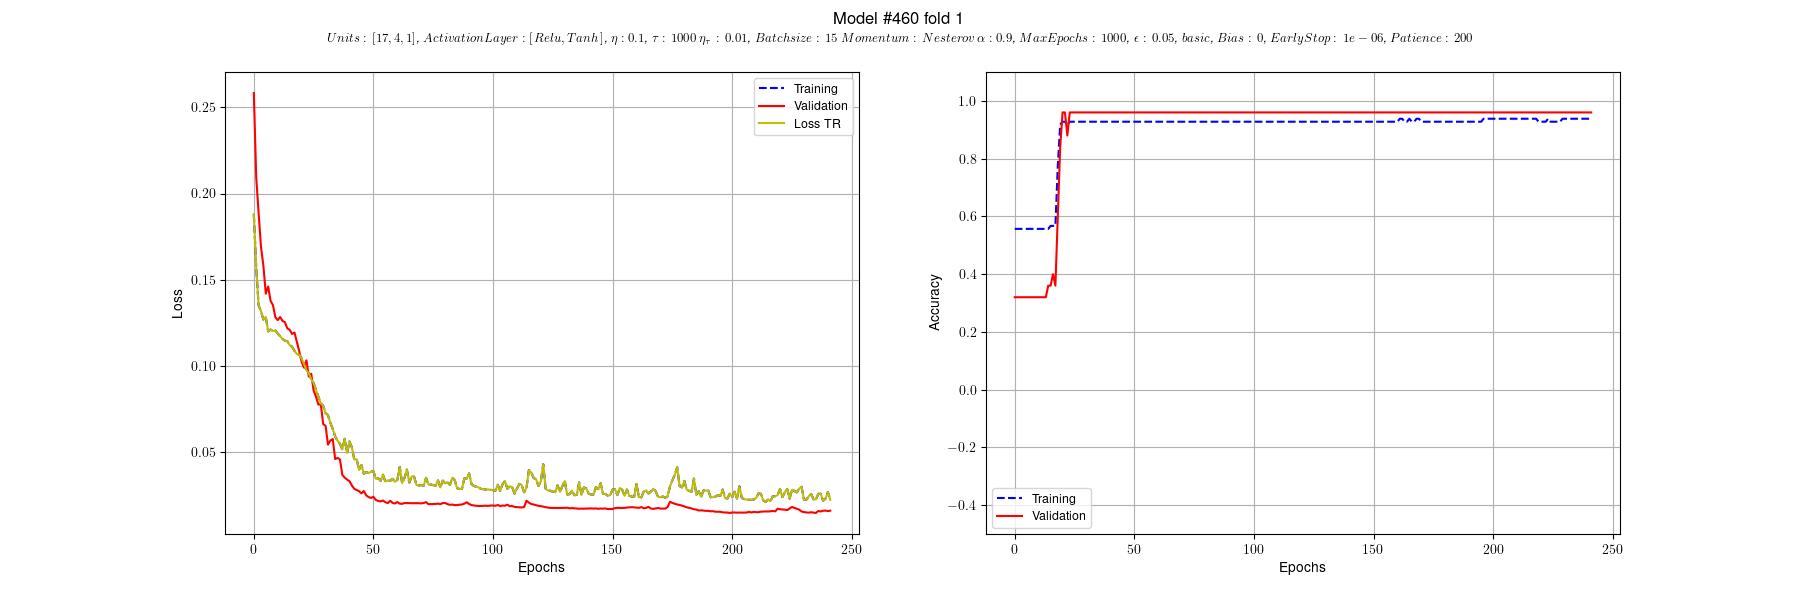 Model #460 fold 1
Units : [17, 4, 1], ActivationLayer : [Relu, Tanh], η : 0.1, τ : 1000 ητ : 0.01, Batchsize : 15 Momentum : Nesterov α : 0.9, MaxEpochs : 1000, ϵ : 0.05, basic, Bias : 0, EarlyStop : 1e − 06, Patience : 200
Training
Validation
Loss TR
0.25
0.20
0.15
0.10
0.05
Loss
0 50 100 150 200 250
Epochs
1.0
0.8
0.6
0.4
0.2
0.0
−0.2
−0.4
Accuracy
Training
Validation
0 50 100 150 200 250
Epochs